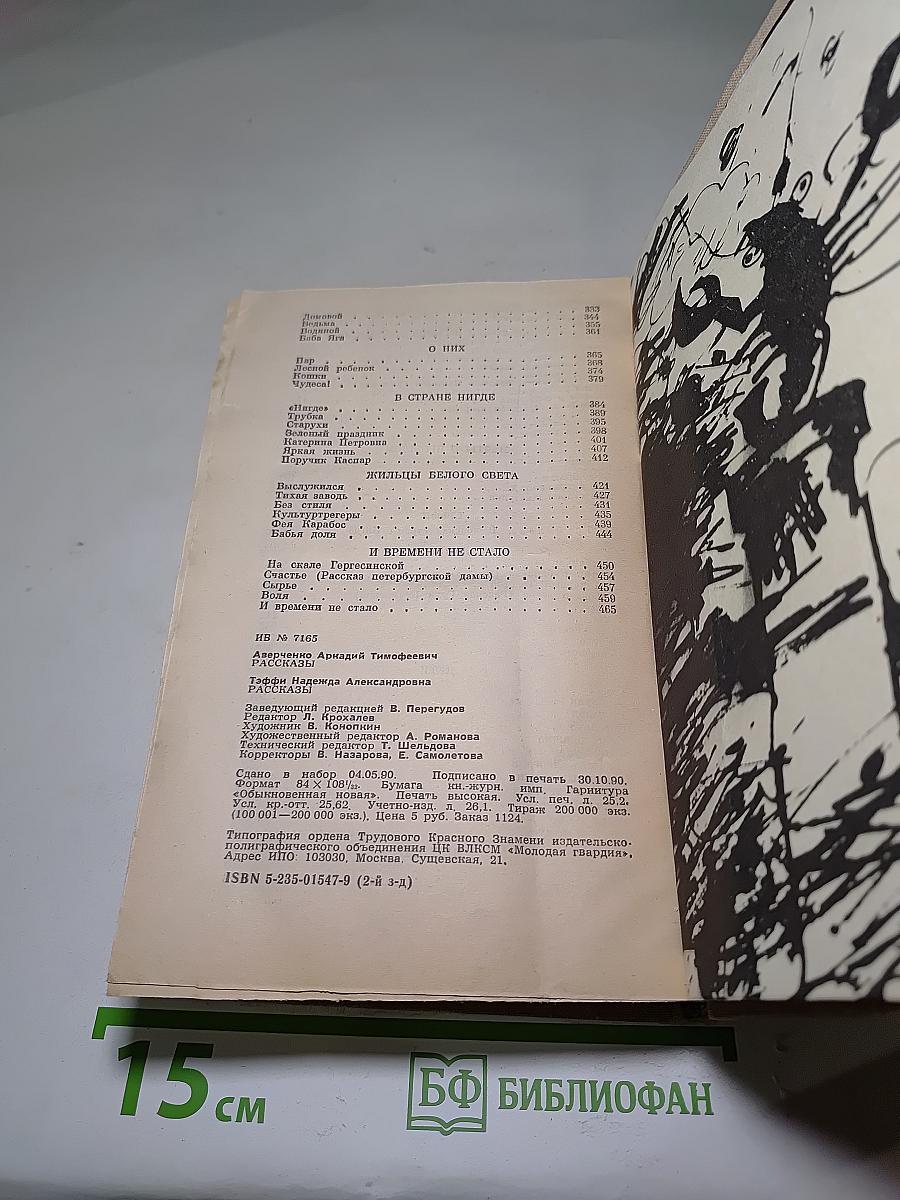 Домовой . . . . . . . . . . . . . . 333
Ведьма . . . . . . . . . . . . . . 344
Водяной . . . . . . . . . . . . . . 355
Баба Яга . . . . . . . . . . . . . . 361
О НИХ
Пар . . . . . . . . . . . . . . 365
Лесной ребенок . . . . . . . . . . . . . . 368
Кошки . . . . . . . . . . . . . . 374
Чудеса! . . . . . . . . . . . . . . 379
В СТРАНЕ НИГДЕ
«Нигде» . . . . . . . . . . . . . . 384
Трубка . . . . . . . . . . . . . . 389
Старухи . . . . . . . . . . . . . . 395
Зеленый праздник . . . . . . . . . . . . 398
Катерина Петровна . . . . . . . . . . . . 401
Яркая жизнь . . . . . . . . . . . . 407
Поручик Каспар . . . . . . . . . . . . 412
ЖИЛЬЦЫ БЕЛОГО СВЕТА
Выслужился . . . . . . . . . . . . 421
Тихая заводь . . . . . . . . . . . . 427
Без стиля . . . . . . . . . . . . 431
Культуртрегеры . . . . . . . . . . . . 435
Фея Карабос . . . . . . . . . . . . 439
Бабья доля . . . . . . . . . . . . 444
И ВРЕМЕНИ НЕ СТАЛО
На скале Гергесинской . . . . . . . . . . 450
Счастье (Рассказ петербургской дамы) . . . . . . 454
Сырье . . . . . . . . . . . . 457
Воля . . . . . . . . . . . . 459
И времени не стало . . . . . . . . . . 465
ИБ № 7165
Аверченко Аркадий Тимофеевич
РАССКАЗЫ
Тэффи Надежда Александровна
РАССКАЗЫ
Заведующий редакцией В. Перегудов
Редактор Л. Крохалев
Художник В. Конопкин
Художественный редактор А. Романова
Технический редактор Т. Шельдова
Корректоры В. Назарова, Е. Самолетова
Сдано в набор 04.05.90. Подписано в печать 30.10.90.
Формат 84×108¹/₃₂. Бумага кн.-журн. имп. Гарнитура
«Обыкновенная новая». Печать высокая. Усл. печ. л. 25,2.
Усл. кр.-отт. 25,62. Учетно-изд. л. 26,1. Тираж 200 000 экз.
(100 001—200 000 экз.). Цена 5 руб. Заказ 1124.
Типография ордена Трудового Красного Знамени издательско-
полиграфического объединения ЦК ВЛКСМ «Молодая гвардия».
Адрес ИПО: 103030, Москва, Сущевская, 21.
ISBN 5-235-01547-9 (2-й з-д)
15 см
БФ БИБЛИОФАН